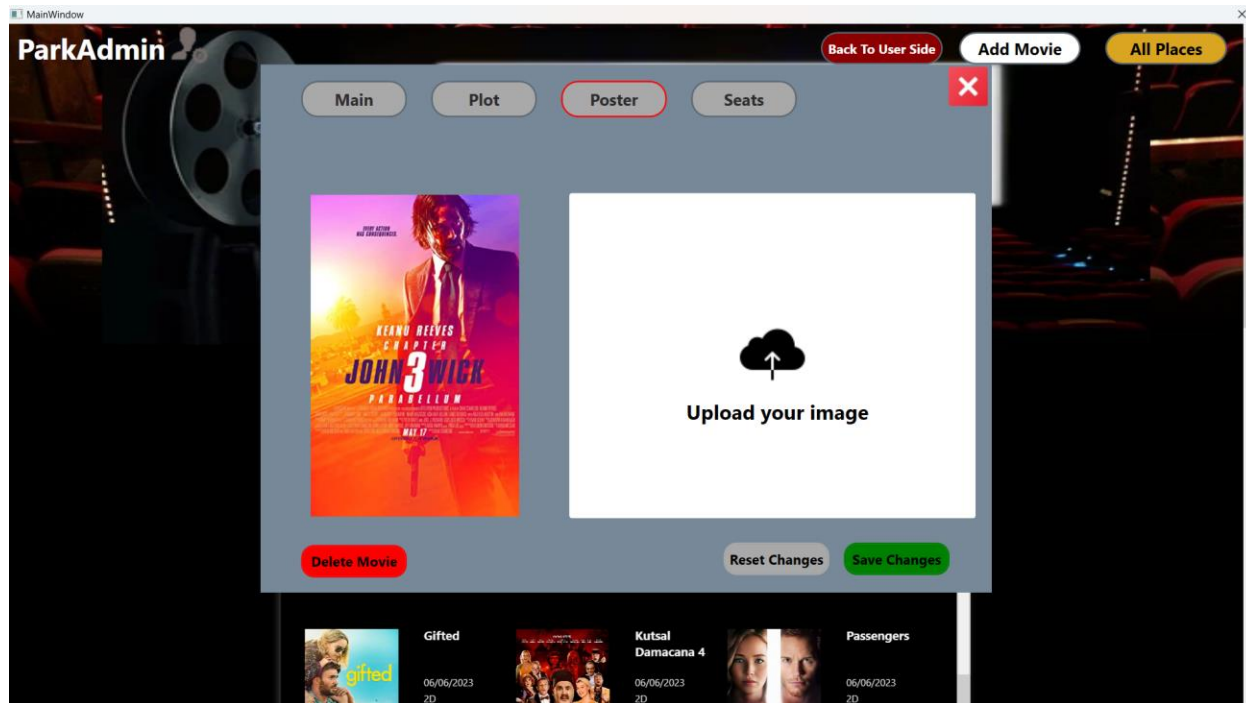 MainWindow
ParkAdmin
Back To User Side
Add Movie
All Places
Main
Plot
Poster
Seats
EVERY ACTION
HAS CONSEQUENCES.
KEANU REEVES
CHAPTER
JOHN 3 WICK
PARABELLUM
MAY 17
Upload your image
Delete Movie
Reset Changes
Save Changes
gifted
Gifted
06/06/2023
2D
Kutsal
Damacana 4
06/06/2023
2D
Passengers
06/06/2023
2D